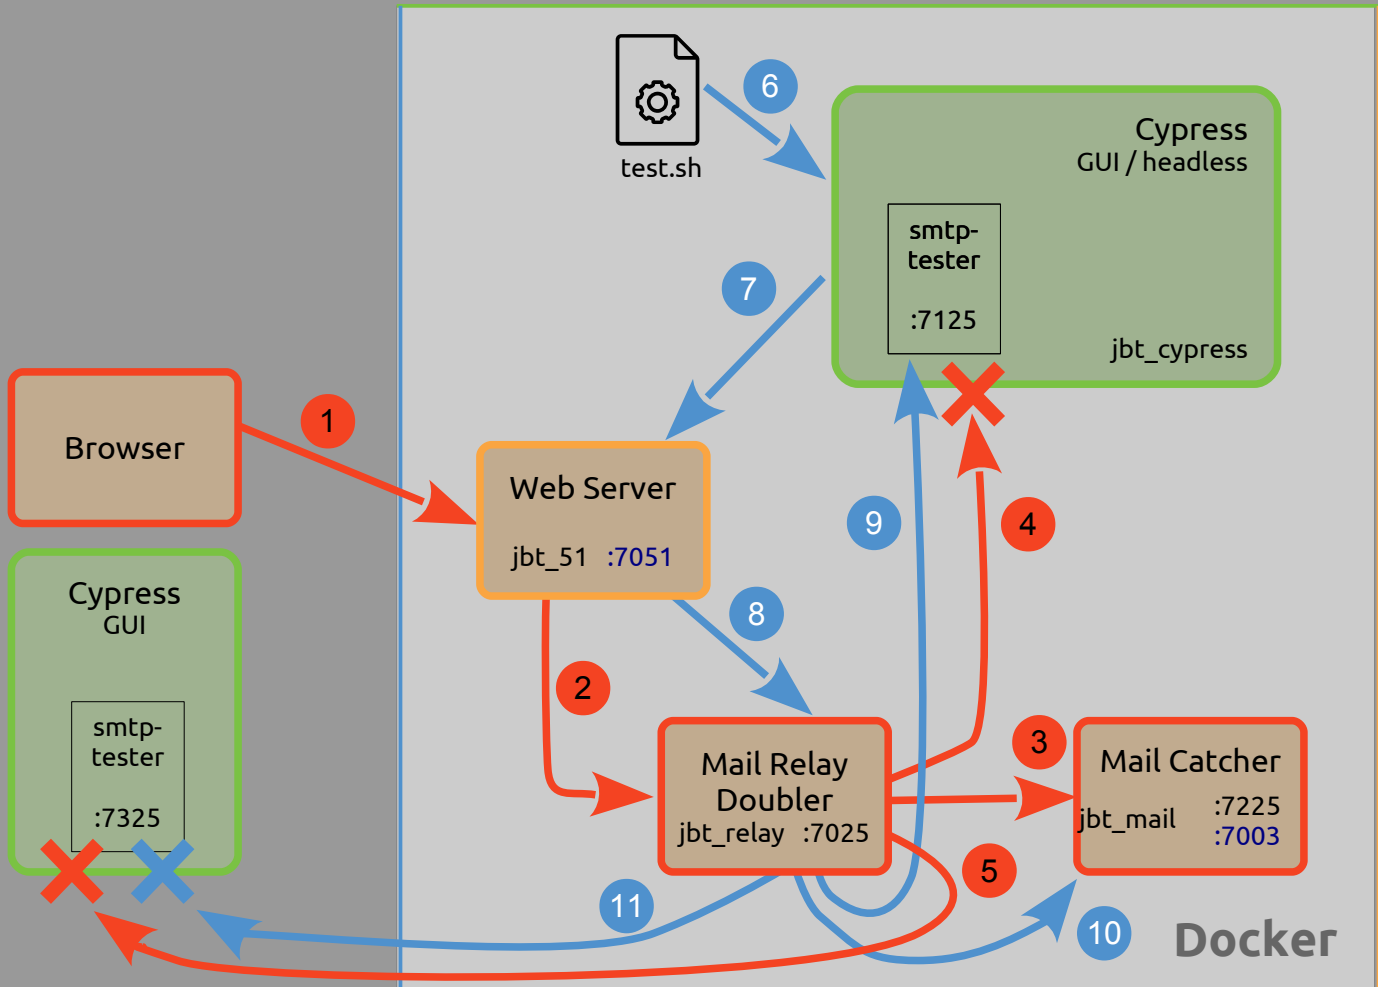 6
test.sh
Cypress
GUI / headless
smtp-
tester
:7125
jbt_cypress
7
1
Browser
Web Server
jbt_51 :7051
9
4
Cypress
GUI
smtp-
tester
:7325
8
2
3
Mail Relay
Doubler
jbt_relay :7025
Mail Catcher
jbt_mail :7225
:7003
5
11
10
Docker